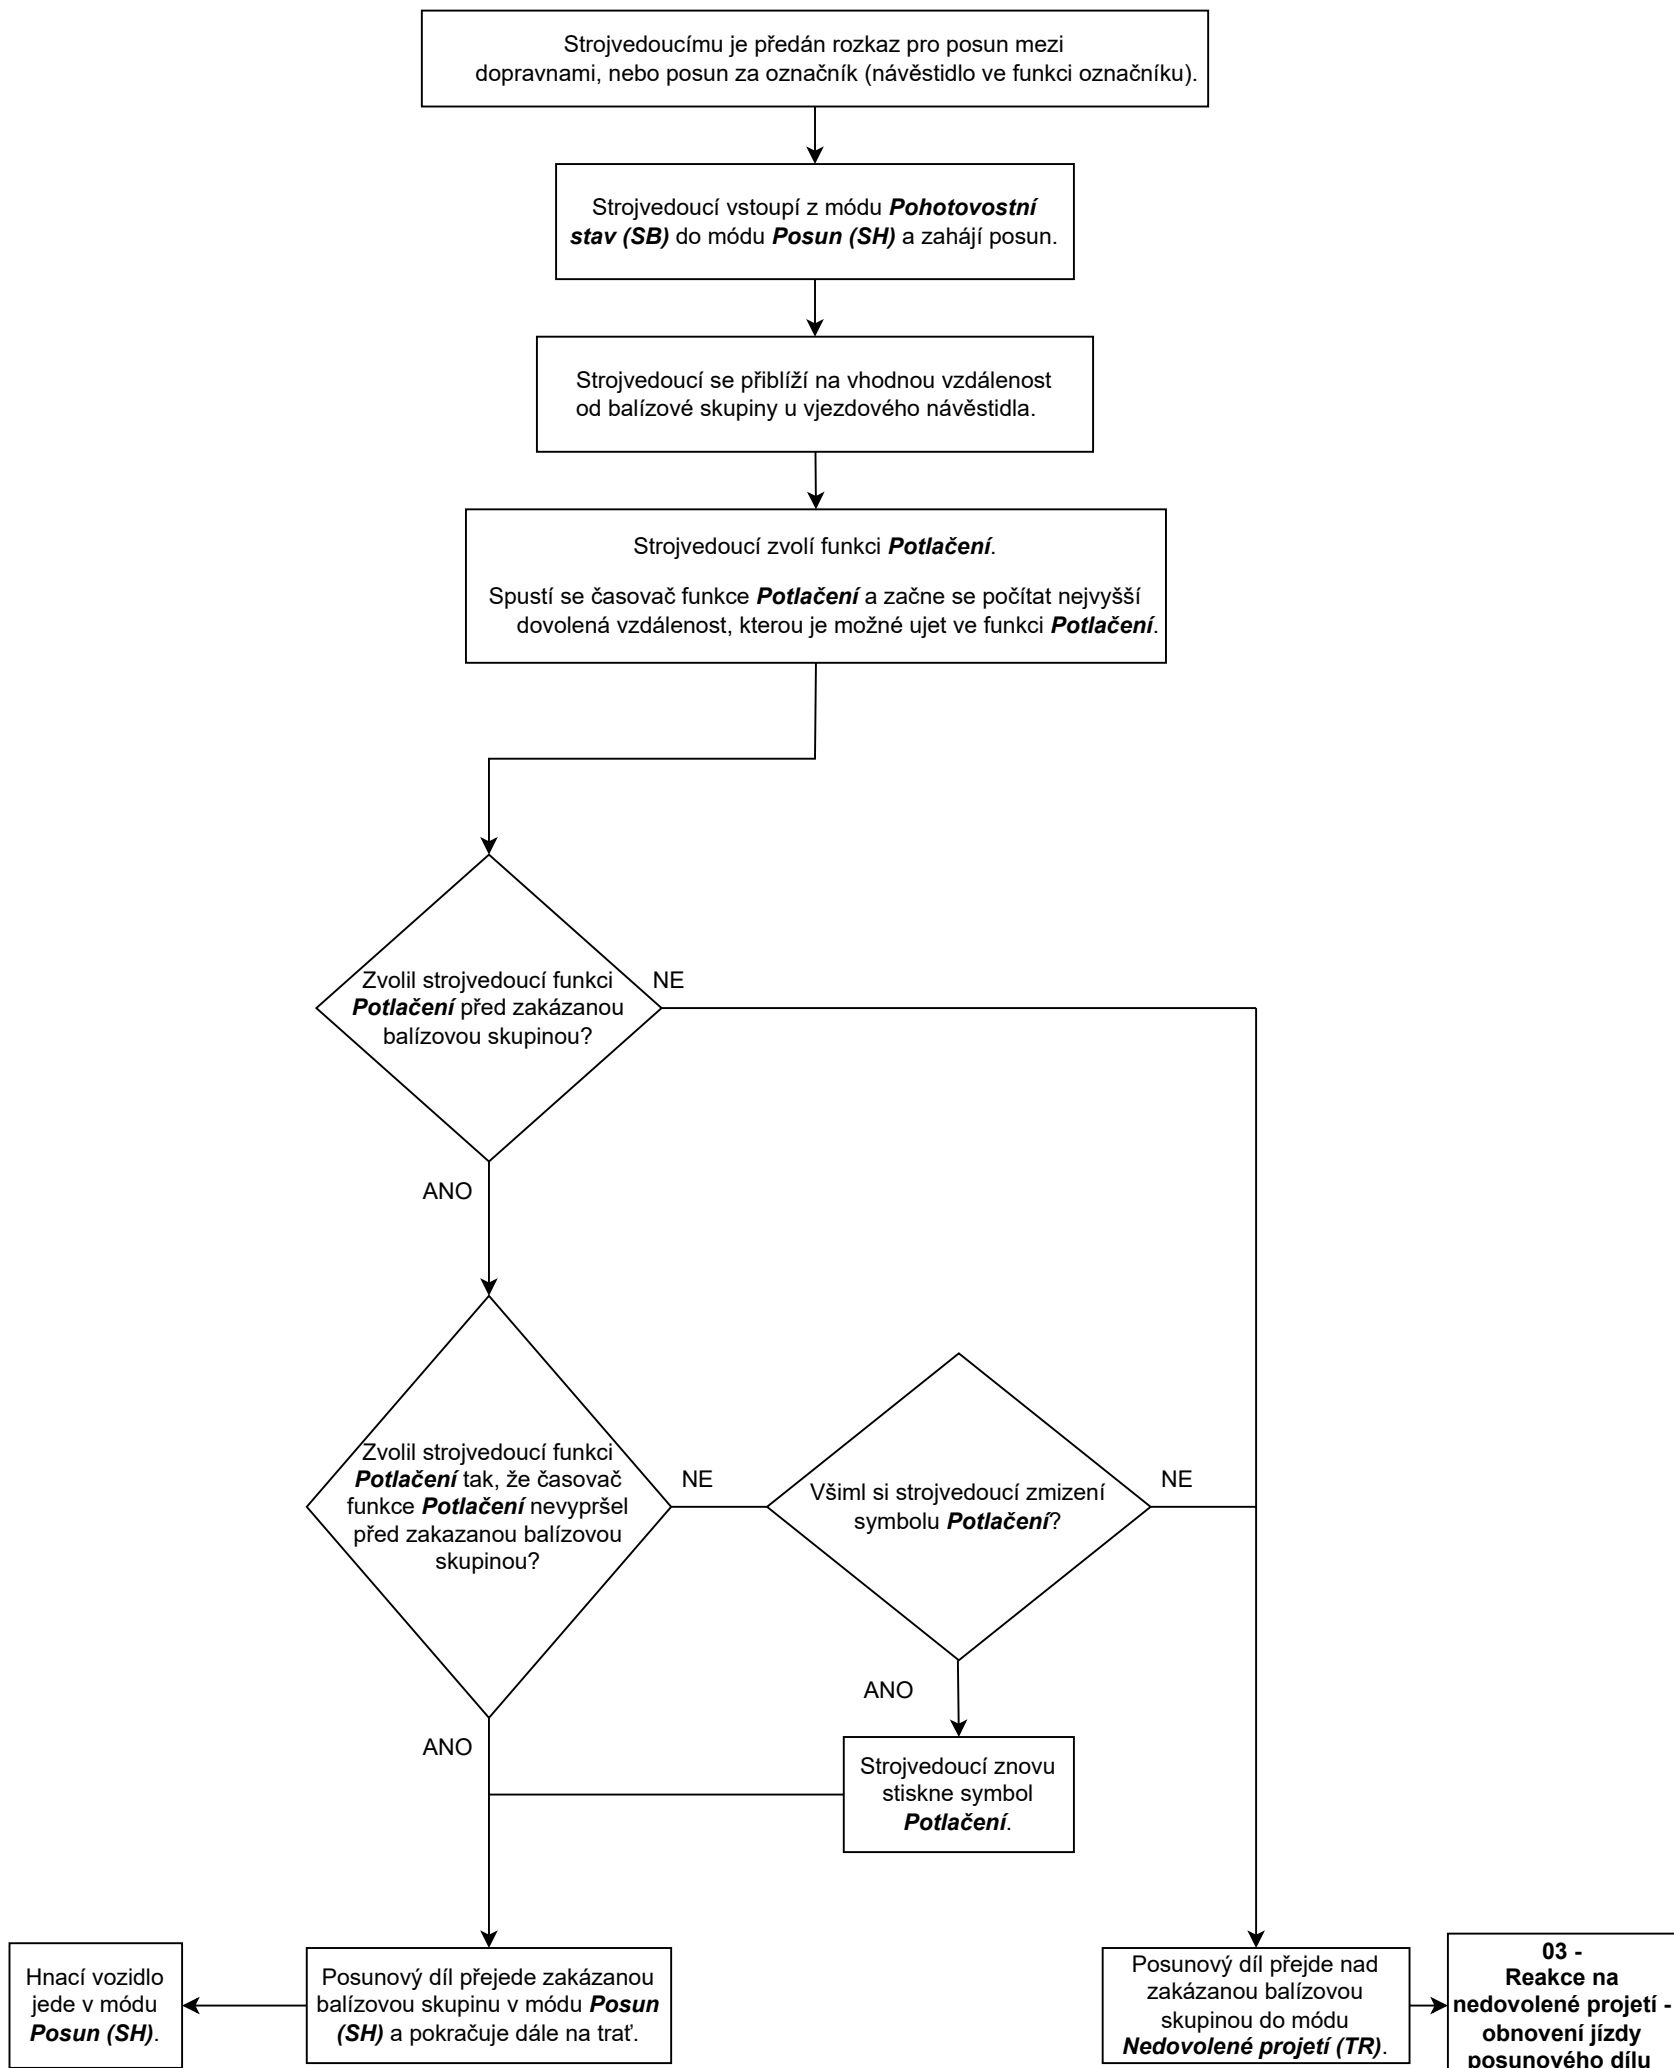 Strojvedoucímu je předán rozkaz pro posun mezi
dopravnami, nebo posun za označník (návěstidlo ve funkci označníku).
Strojvedoucí vstoupí z módu Pohotovostní
stav (SB) do módu Posun (SH) a zahájí posun.
Strojvedoucí se přiblíží na vhodnou vzdálenost
od balízové skupiny u vjezdového návěstidla.
Strojvedoucí zvolí funkci Potlačení.
Spustí se časovač funkce Potlačení a začne se počítat nejvyšší
dovolená vzdálenost, kterou je možné ujet ve funkci Potlačení.
Zvolil strojvedoucí funkci
Potlačení před zakázanou
balízovou skupinou?
NE
ANO
Zvolil strojvedoucí funkci
Potlačení tak, že časovač
funkce Potlačení nevypršel
před zakazanou balízovou
skupinou?
NE
Všiml si strojvedoucí zmizení
symbolu Potlačení?
NE
ANO
ANO
Strojvedoucí znovu
stiskne symbol
Potlačení.
Hnací vozidlo
jede v módu
Posun (SH).
Posunový díl přejede zakázanou
balízovou skupinu v módu Posun
(SH) a pokračuje dále na trať.
Posunový díl přejde nad
zakázanou balízovou
skupinou do módu
Nedovolené projetí (TR).
03 -
Reakce na
nedovolené projetí -
obnovení jízdy
posunového dílu